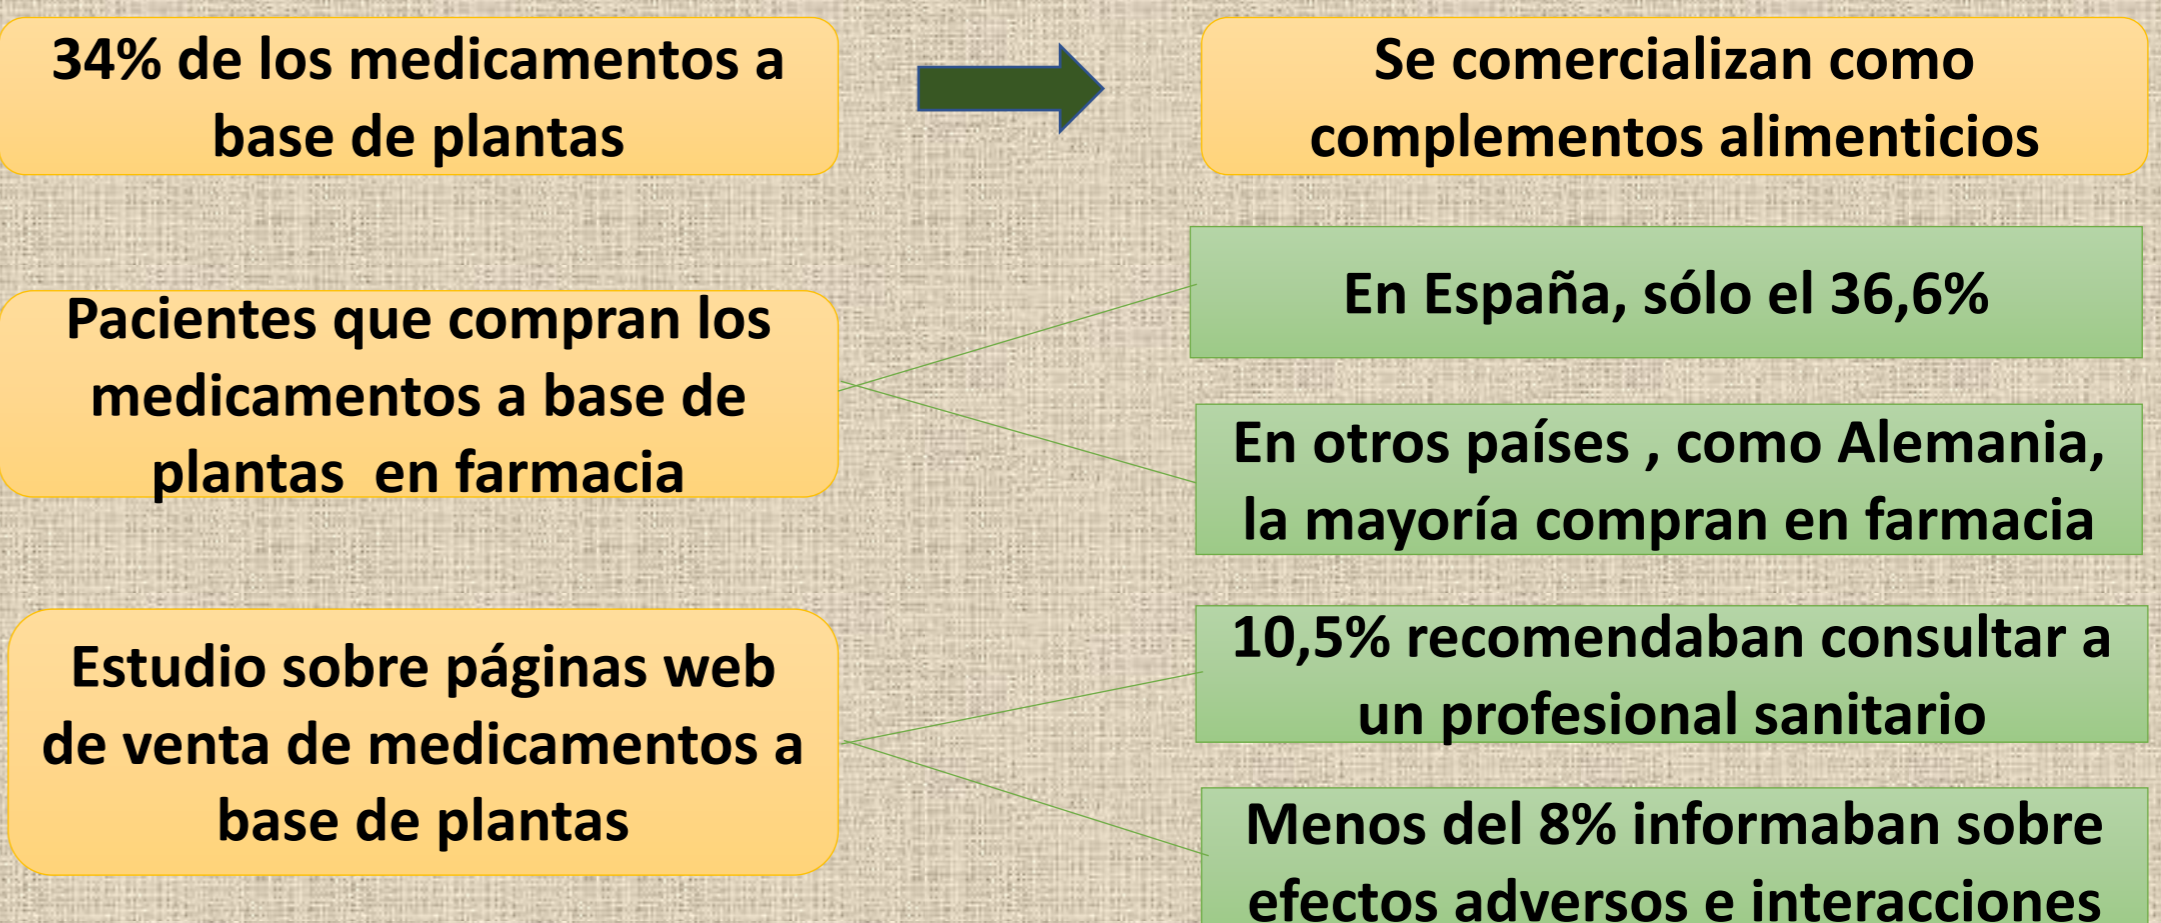 34% de los medicamentos a
base de plantas
Se comercializan como
complementos alimenticios
Pacientes que compran los
medicamentos a base de
plantas  en farmacia
En España, sólo el 36,6%
En otros países , como Alemania,
la mayoría compran en farmacia
Estudio sobre páginas web
de venta de medicamentos a
base de plantas
10,5% recomendaban consultar a
un profesional sanitario
Menos del 8% informaban sobre
efectos adversos e interacciones